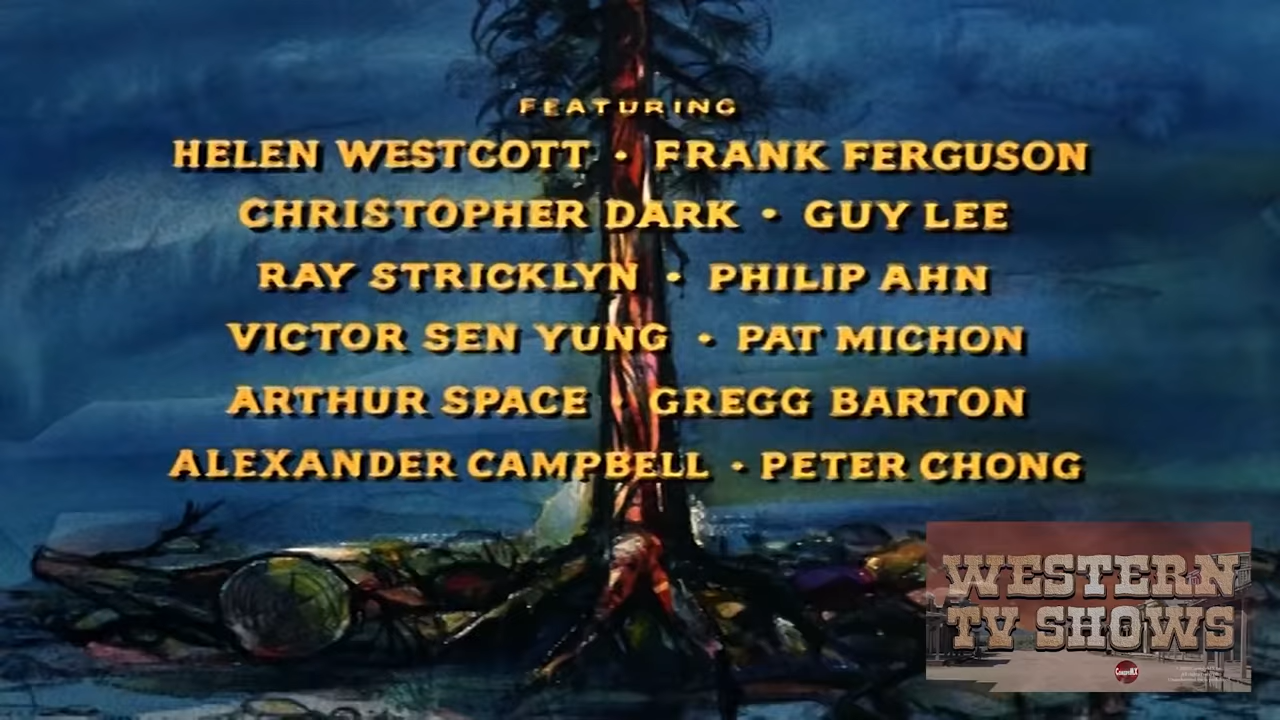 FEATURING
HELEN WESTCOTT • FRANK FERGUSON
CHRISTOPHER DARK • GUY LEE
RAY STRICKLYN • PHILIP AHN
VICTOR SEN YUNG • PAT MICHON
ARTHUR SPACE • GREGG BARTON
ALEXANDER CAMPBELL • PETER CHONG
WESTERN
TV SHOWS